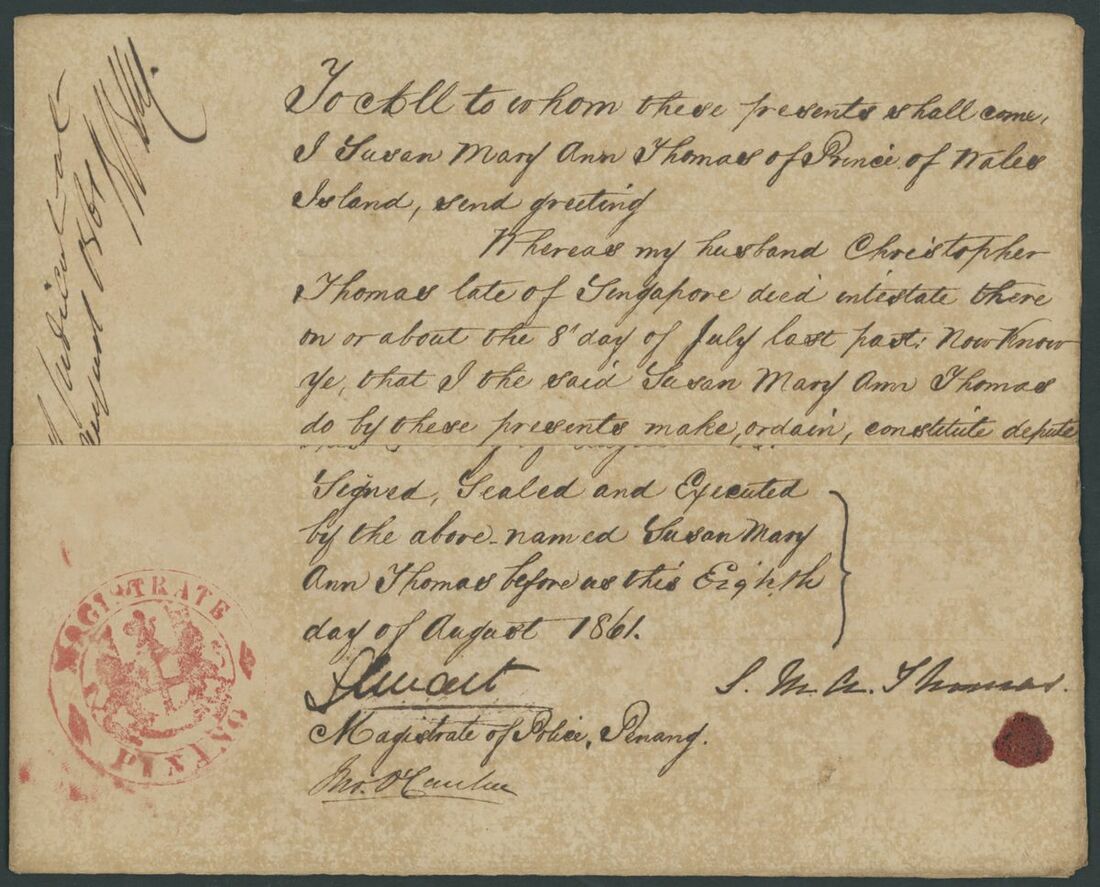 To All to whom these presents shall come,
I Susan Mary Ann Thomas of Prince of Wales
Island, send greeting
Whereas my husband Christopher
Thomas late of Singapore died intestate there
on or about the 8' day of July last past: Now Know
ye, that I the said Susan Mary Ann Thomas
do by these presents make, ordain, constitute depute
Signed, Sealed and Executed
by the above-named Susan Mary
Ann Thomas before us this Eighth
day of August 1861.
S. M. A. Thomas.
Magistrate of Police, Penang.
Jno.
MAGISTRATE
PINANG